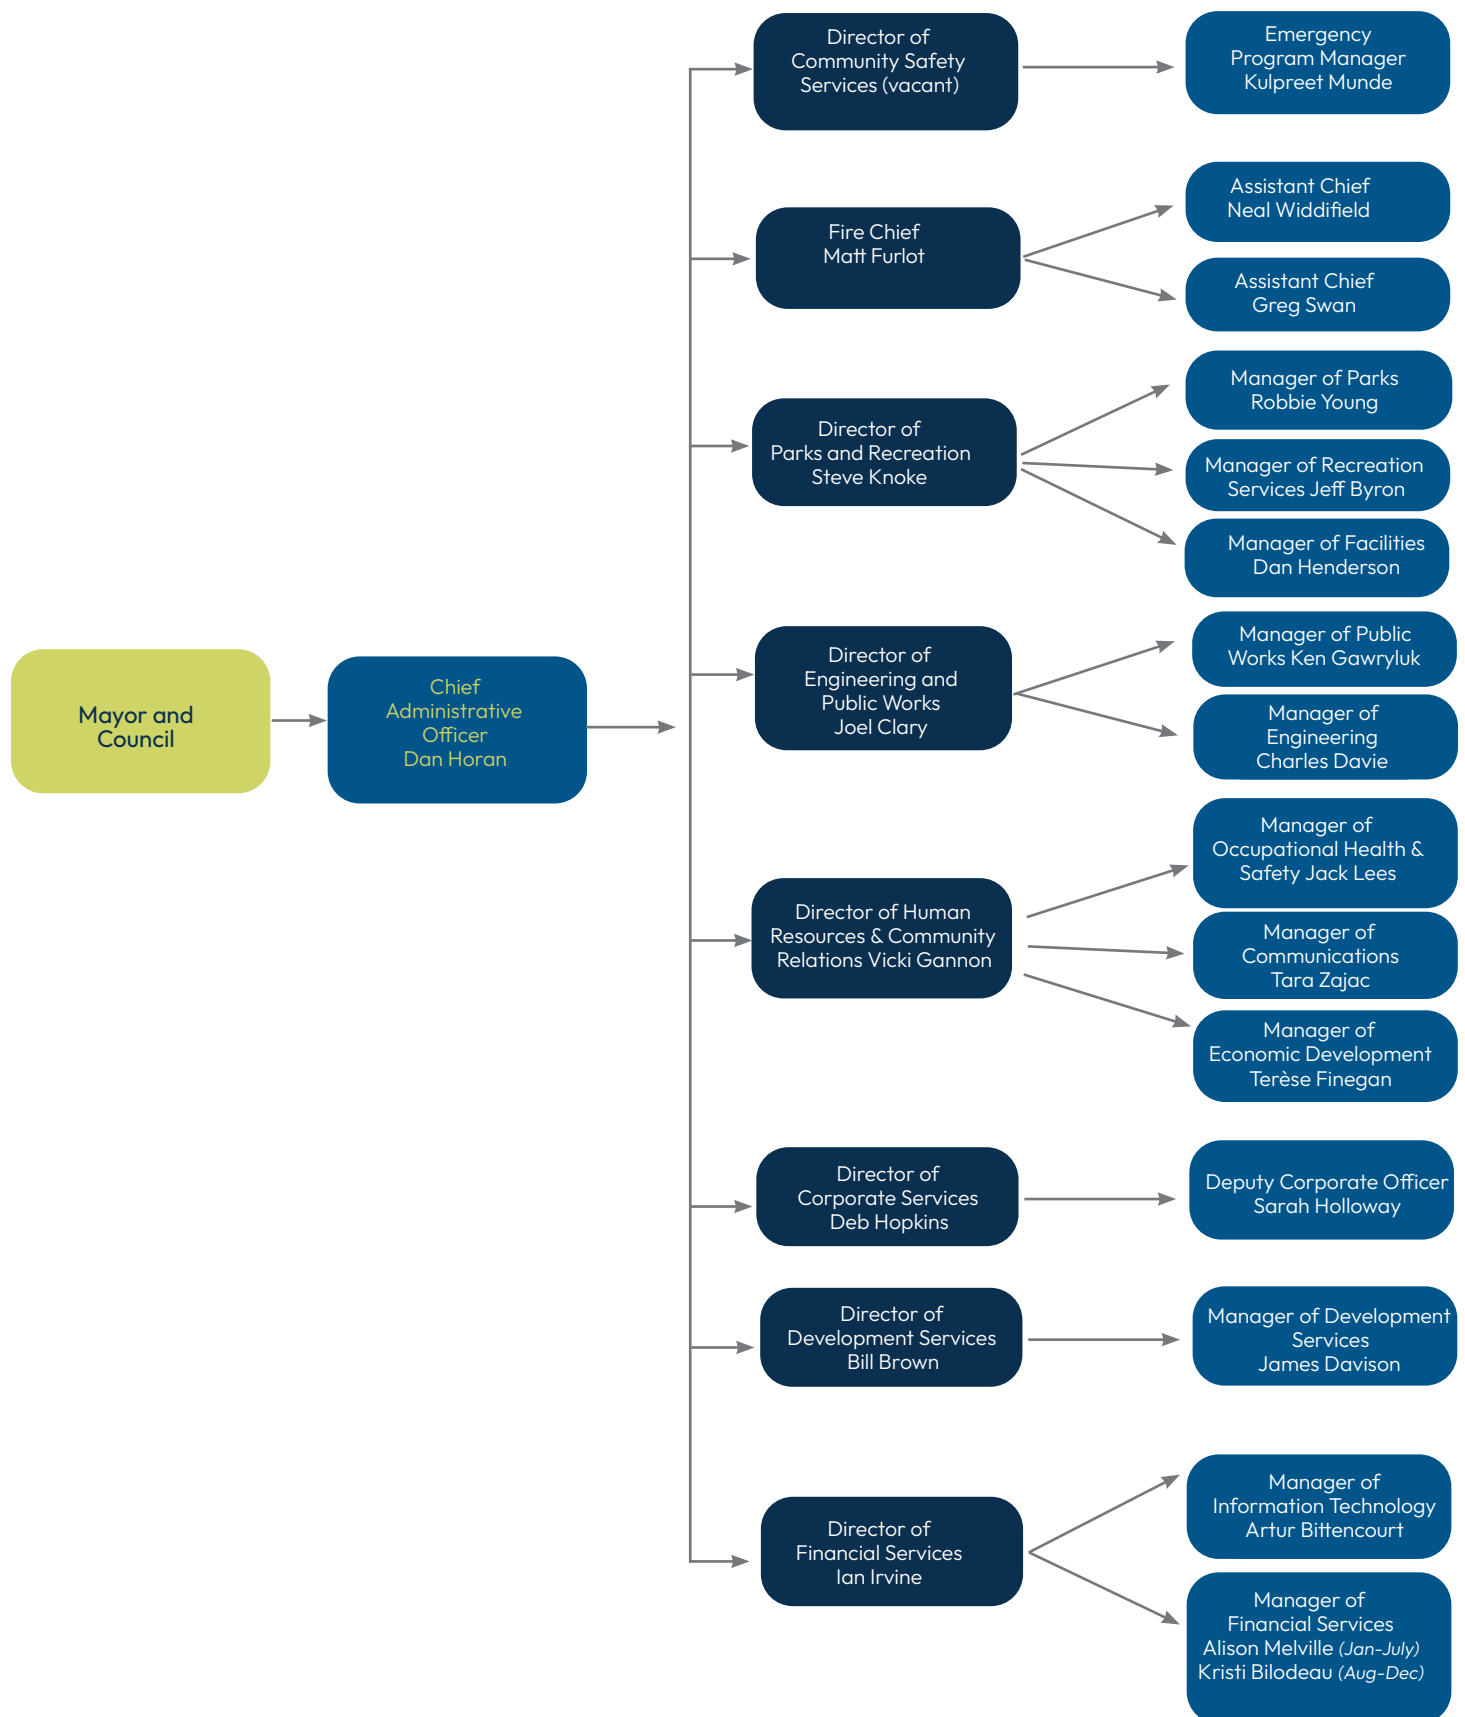 Mayor and
Council
Chief
Administrative
Officer
Dan Horan
Director of
Community Safety
Services (vacant)
Emergency
Program Manager
Kulpreet Munde
Fire Chief
Matt Furlot
Assistant Chief
Neal Widdifield
Assistant Chief
Greg Swan
Director of
Parks and Recreation
Steve Knoke
Manager of Parks
Robbie Young
Manager of Recreation
Services Jeff Byron
Manager of Facilities
Dan Henderson
Director of
Engineering and
Public Works
Joel Clary
Manager of Public
Works Ken Gawryluk
Manager of
Engineering
Charles Davie
Director of Human
Resources & Community
Relations Vicki Gannon
Manager of
Occupational Health &
Safety Jack Lees
Manager of
Communications
Tara Zajac
Manager of
Economic Development
Terèse Finegan
Director of
Corporate Services
Deb Hopkins
Deputy Corporate Officer
Sarah Holloway
Director of
Development Services
Bill Brown
Manager of Development
Services
James Davison
Director of
Financial Services
Ian Irvine
Manager of
Information Technology
Artur Bittencourt
Manager of
Financial Services
Alison Melville (Jan-July)
Kristi Bilodeau (Aug-Dec)